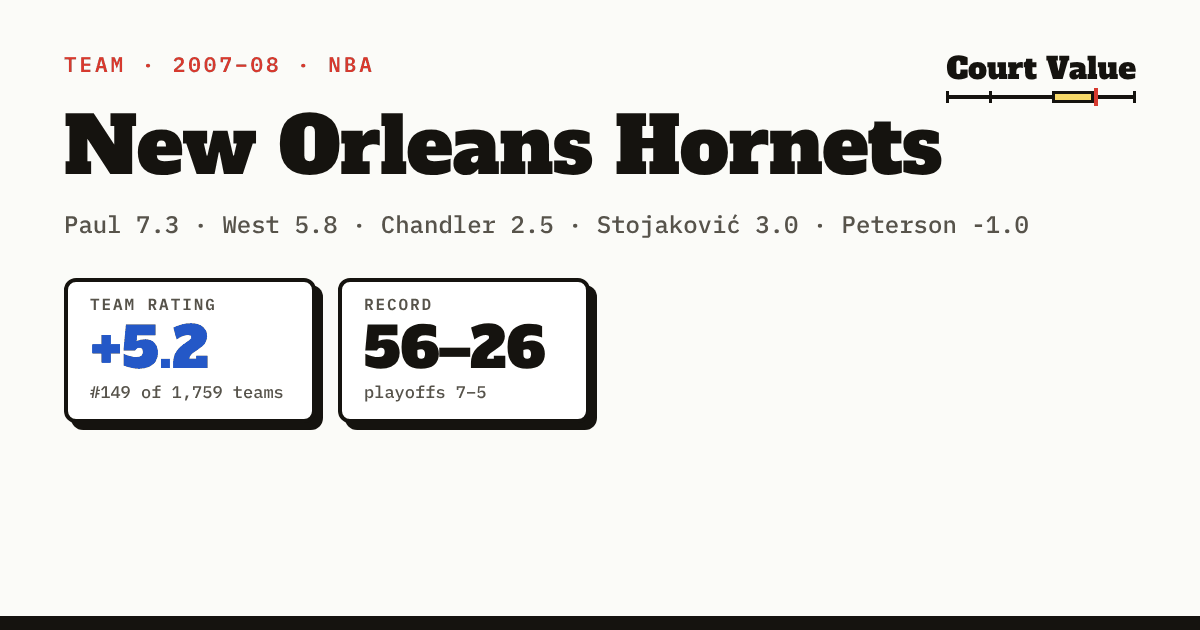 TEAM · 2007–08 · NBA
Court Value
New Orleans Hornets
Paul 7.3 · West 5.8 · Chandler 2.5 · Stojaković 3.0 · Peterson -1.0
TEAM RATING
+5.2
#149 of 1,759 teams
RECORD
56–26
playoffs 7–5